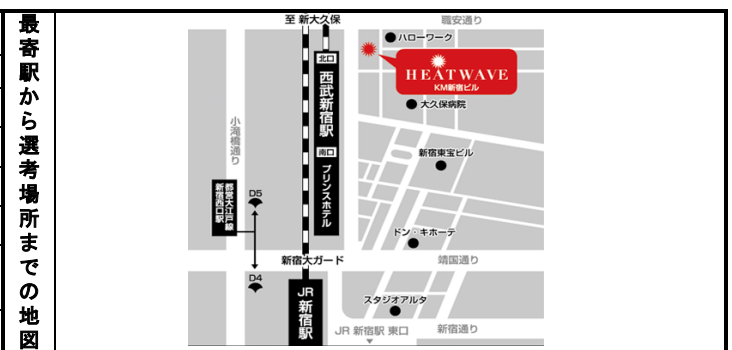 最寄駅から選考場所までの地図
至 新大久保
職安通り
ハローワーク
北口
HEATWAVE
KM新宿ビル
西武新宿駅
大久保病院
小滝橋通り
南口
新宿東宝ビル
プリンスホテル
都営大江戸線
新宿西口駅
D5
ドン・キホーテ
新宿大ガード
靖国通り
D4
JR
新宿駅
スタジオアルタ
JR 新宿駅 東口
新宿通り